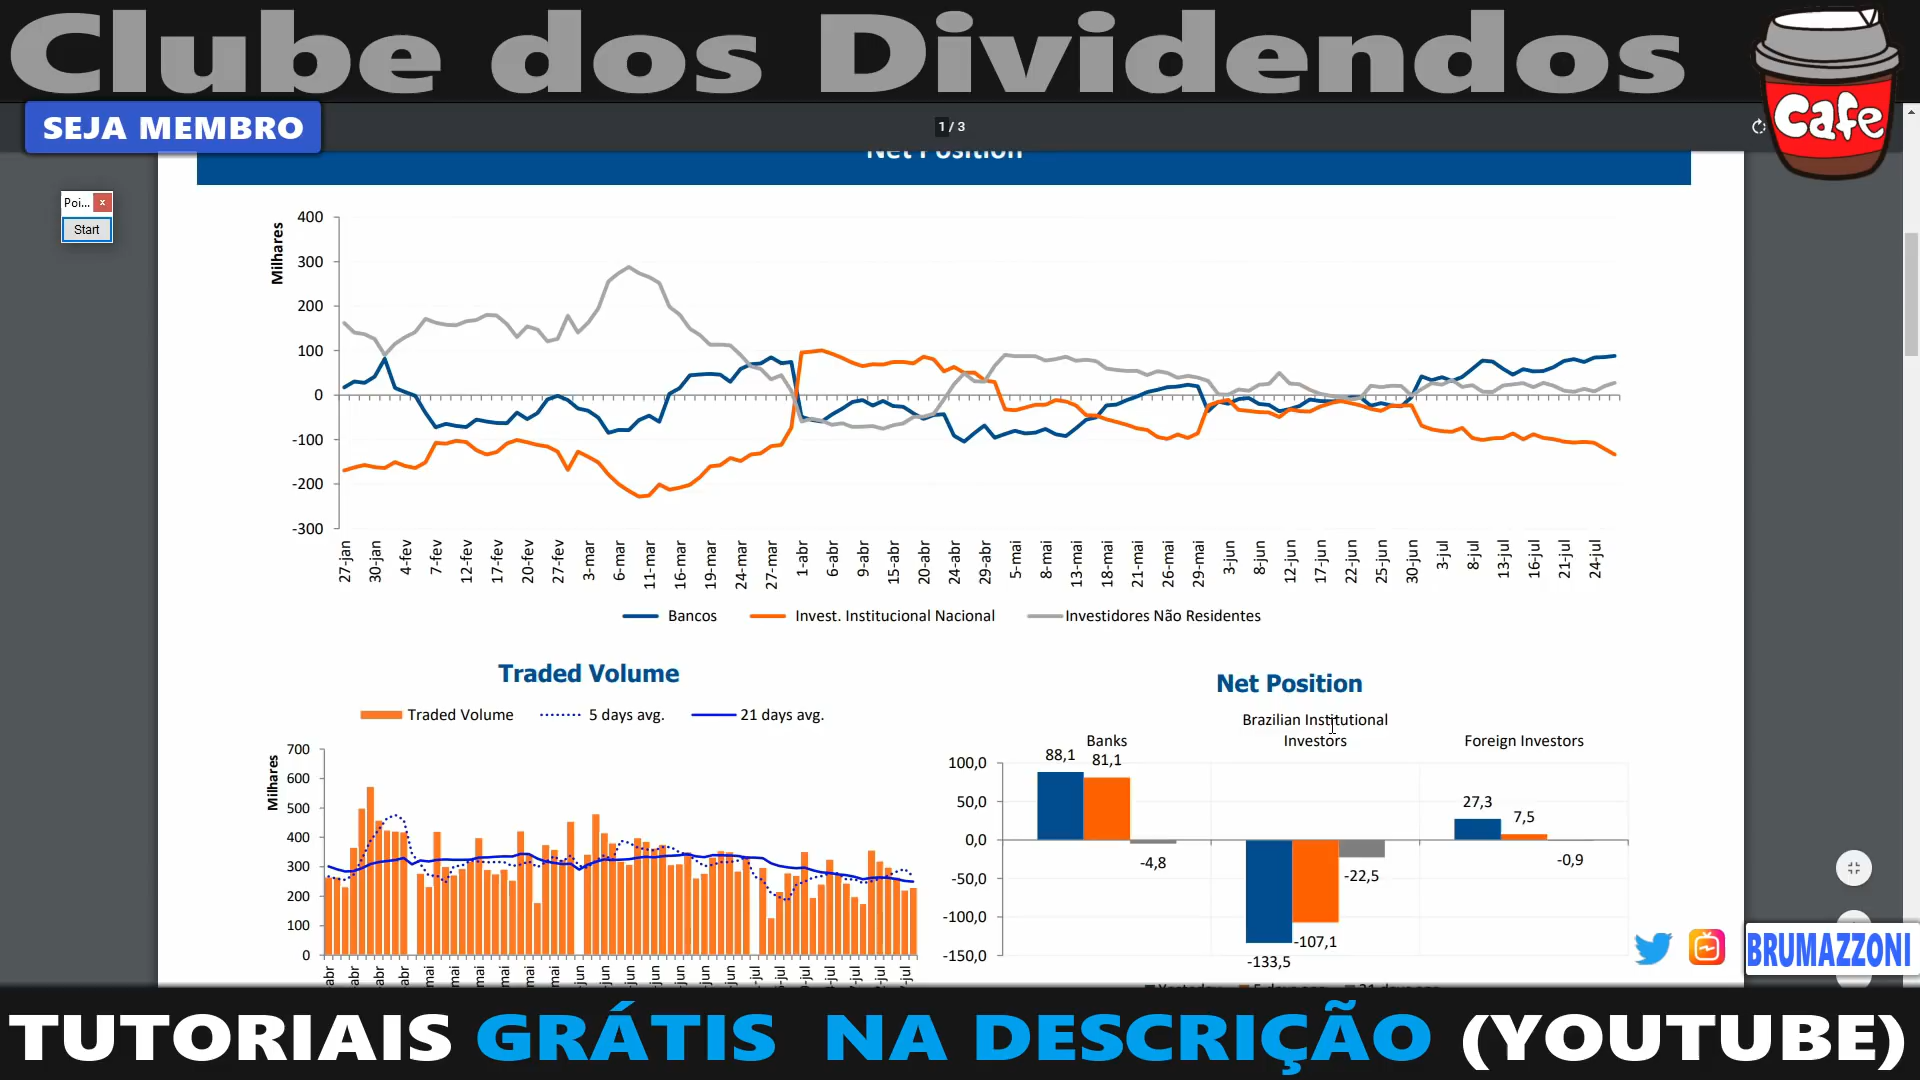 Clube dos Dividendos
Cafe
SEJA MEMBRO
1 / 3
Net Position
Poi... x
Start
Milhares
400
300
200
100
0
-100
-200
-300
27-jan 30-jan 4-fev 7-fev 12-fev 17-fev 20-fev 27-fev 3-mar 6-mar 11-mar 16-mar 19-mar 24-mar 27-mar 1-abr 6-abr 9-abr 15-abr 20-abr 24-abr 29-abr 5-mai 8-mai 13-mai 18-mai 21-mai 26-mai 29-mai 3-jun 8-jun 12-jun 17-jun 22-jun 25-jun 30-jun 3-jul 8-jul 13-jul 16-jul 21-jul 24-jul
Bancos Invest. Institucional Nacional Investidores Não Residentes
Traded Volume
Traded Volume 5 days avg. 21 days avg.
Milhares
700
600
500
400
300
200
100
0
Net Position
Banks
Brazilian Institutional
Investors
Foreign Investors
100,0
50,0
0,0
-50,0
-100,0
-150,0
88,1 81,1 -4,8
-133,5 -107,1 -22,5
27,3 7,5 -0,9
BRUMAZZONI
TUTORIAIS GRÁTIS NA DESCRIÇÃO (YOUTUBE)